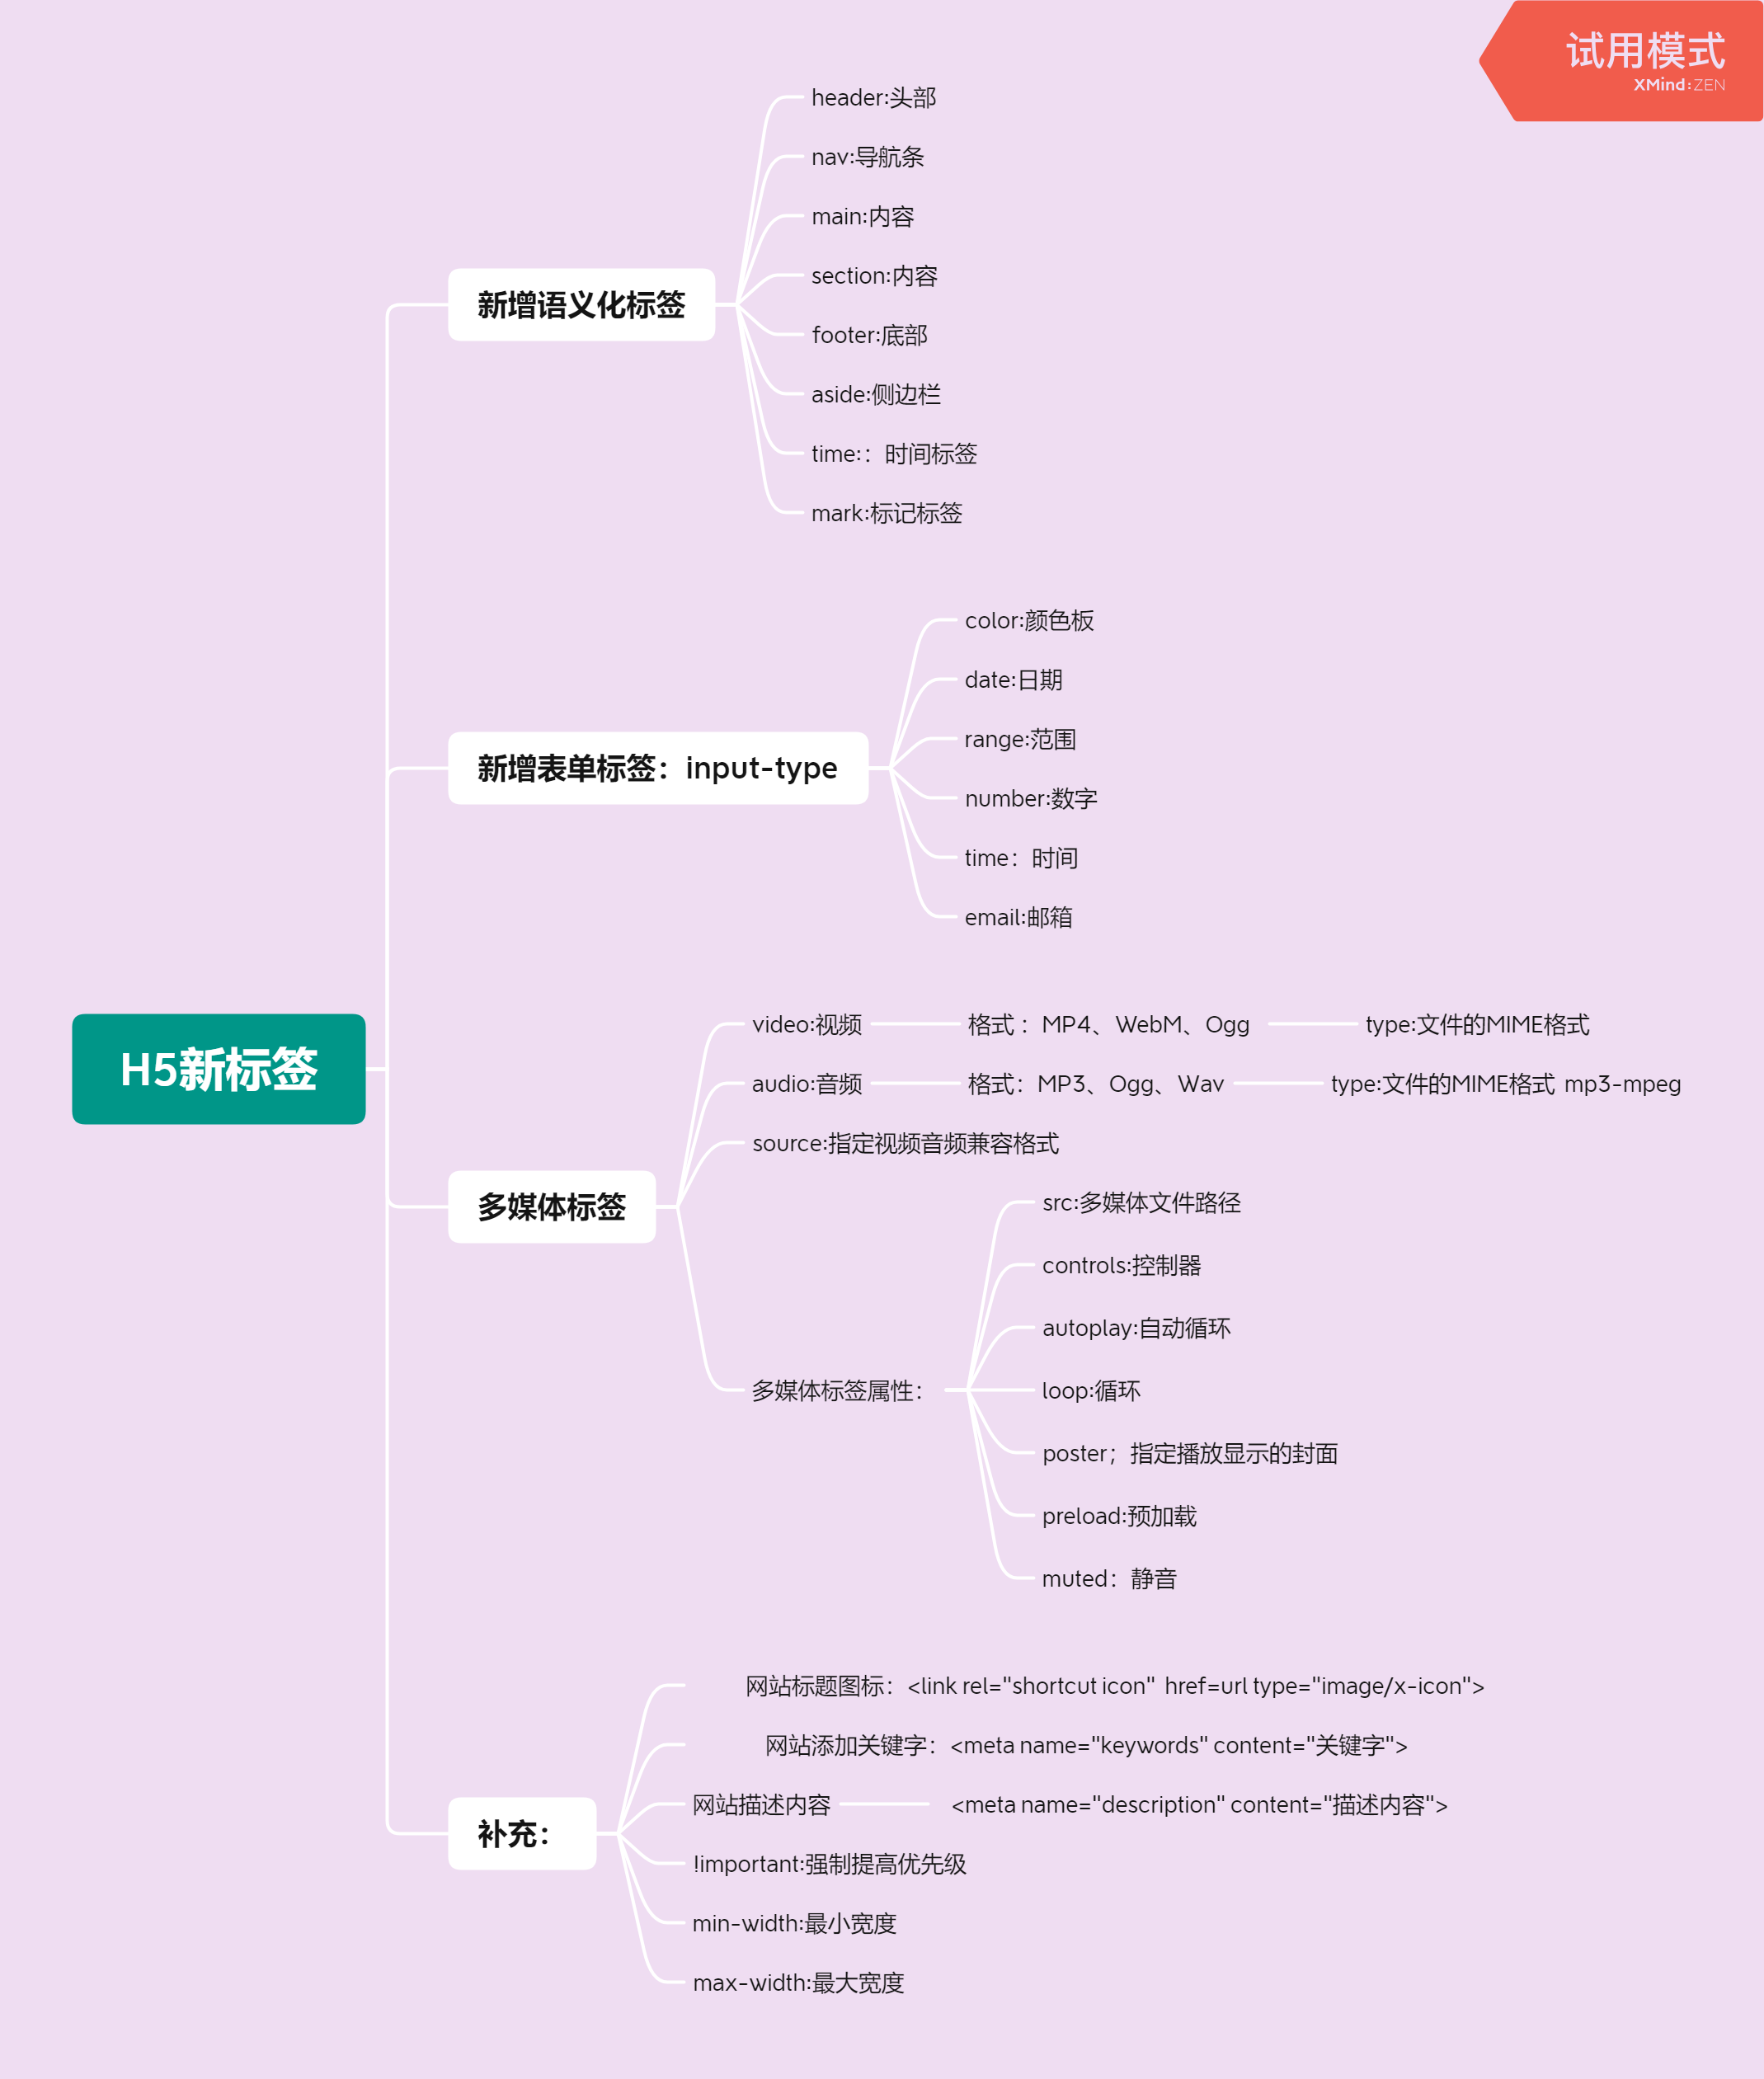 试用模式
XMind:ZEN
H5新标签
新增语义化标签
header:头部
nav:导航条
main:内容
section:内容
footer:底部
aside:侧边栏
time:：时间标签
mark:标记标签
新增表单标签：input-type
color:颜色板
date:日期
range:范围
number:数字
time：时间
email:邮箱
多媒体标签
video:视频 格式 ：MP4、WebM、Ogg type:文件的MIME格式
audio:音频 格式：MP3、Ogg、Wav type:文件的MIME格式 mp3-mpeg
source:指定视频音频兼容格式
多媒体标签属性：
src:多媒体文件路径
controls:控制器
autoplay:自动循环
loop:循环
poster；指定播放显示的封面
preload:预加载
muted：静音
补充：
网站标题图标：<link rel="shortcut icon" href=url type="image/x-icon">
网站添加关键字：<meta name="keywords" content="关键字">
网站描述内容 <meta name="description" content="描述内容">
!important:强制提高优先级
min-width:最小宽度
max-width:最大宽度